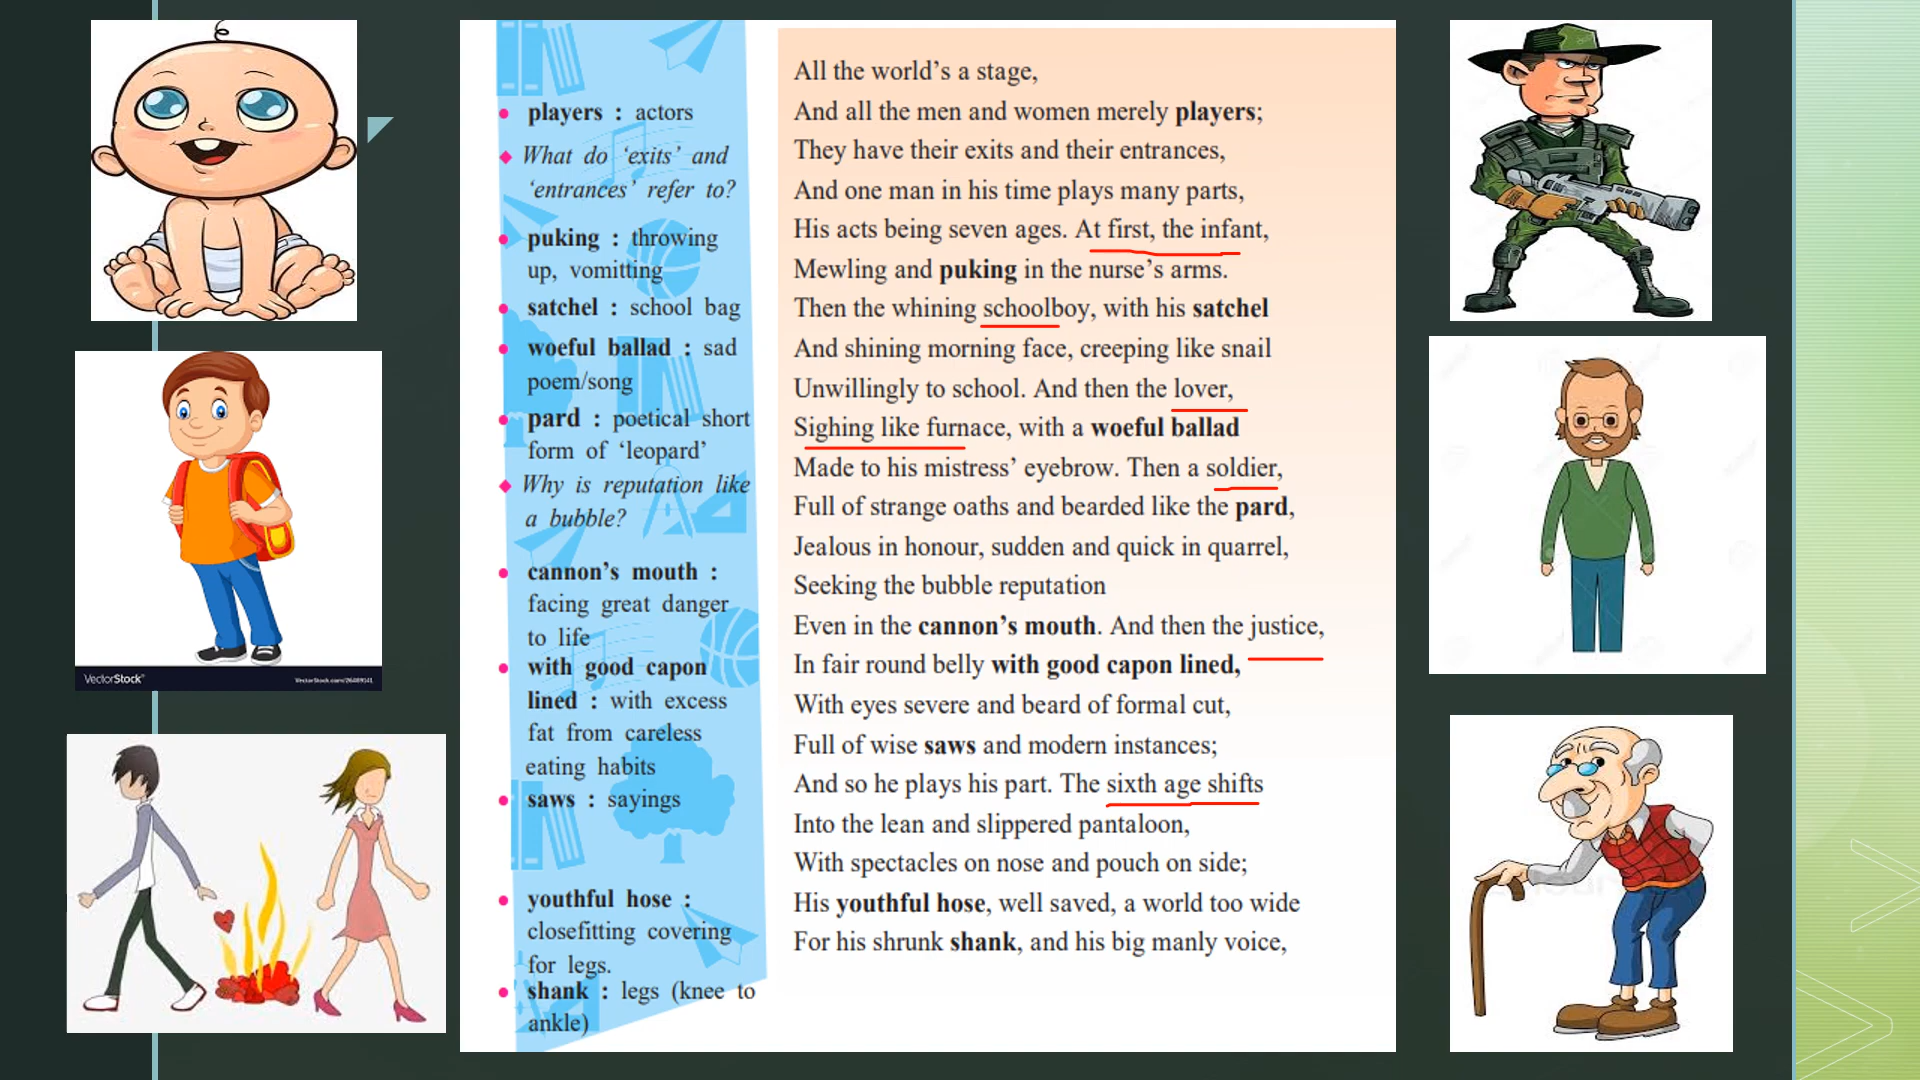 players : actors
What do ‘exits’ and
‘entrances’ refer to?
puking : throwing
up, vomitting
satchel : school bag
woeful ballad : sad
poem/song
pard : poetical short
form of ‘leopard’
Why is reputation like
a bubble?
cannon’s mouth :
facing great danger
to life
with good capon
lined : with excess
fat from careless
eating habits
saws : sayings
youthful hose :
closefitting covering
for legs.
shank : legs (knee to
ankle)
All the world’s a stage,
And all the men and women merely players;
They have their exits and their entrances,
And one man in his time plays many parts,
His acts being seven ages. At first, the infant,
Mewling and puking in the nurse’s arms.
Then the whining schoolboy, with his satchel
And shining morning face, creeping like snail
Unwillingly to school. And then the lover,
Sighing like furnace, with a woeful ballad
Made to his mistress’ eyebrow. Then a soldier,
Full of strange oaths and bearded like the pard,
Jealous in honour, sudden and quick in quarrel,
Seeking the bubble reputation
Even in the cannon’s mouth. And then the justice,
In fair round belly with good capon lined,
With eyes severe and beard of formal cut,
Full of wise saws and modern instances;
And so he plays his part. The sixth age shifts
Into the lean and slippered pantaloon,
With spectacles on nose and pouch on side;
His youthful hose, well saved, a world too wide
For his shrunk shank, and his big manly voice,
VectorStock®